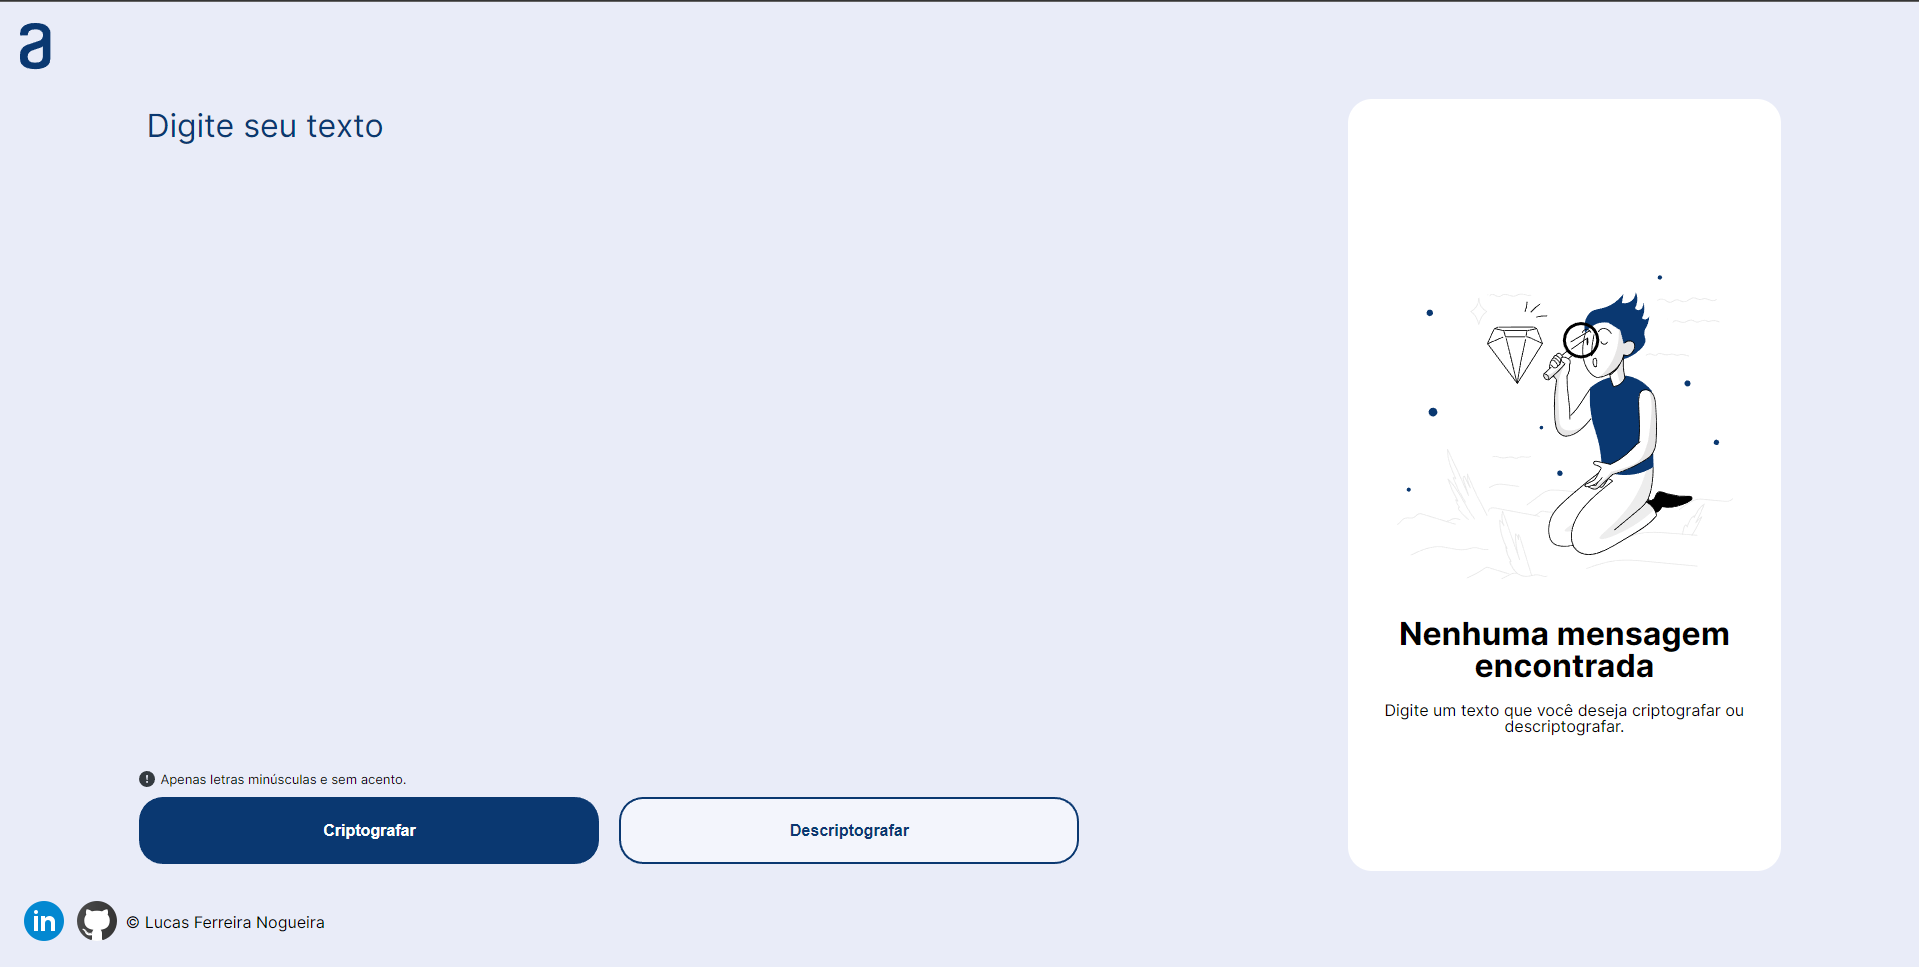 a
Digite seu texto
Nenhuma mensagem
encontrada
Digite um texto que você deseja criptografar ou
descriptografar.
! Apenas letras minúsculas e sem acento.
Criptografar
Descriptografar
in
© Lucas Ferreira Nogueira